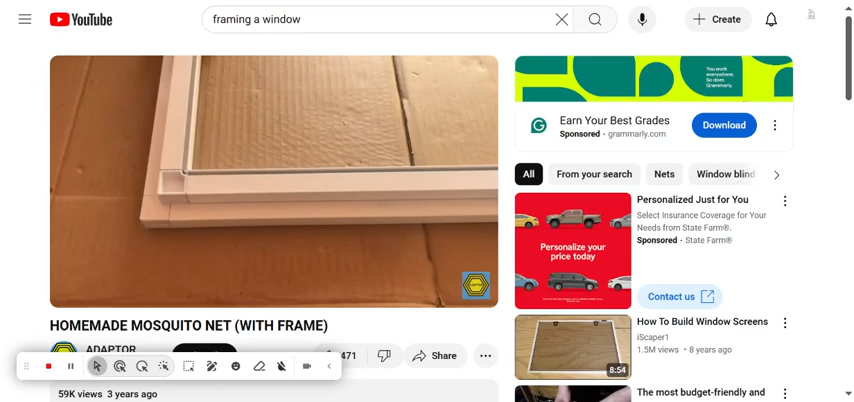 YouTube
framing a window
Create
You work
everywhere.
So does
Grammarly.
Earn Your Best Grades
Sponsored · grammarly.com
Download
All
From your search
Nets
Window blind
Personalized Just for You
Select Insurance Coverage for Your
Needs from State Farm®.
Sponsored · State Farm®
Personalize your
price today
Contact us
HOMEMADE MOSQUITO NET (WITH FRAME)
ADAPTOR
471
Share
59K views 3 years ago
How To Build Window Screens
iScaper1
1.5M views • 8 years ago
8:54
The most budget-friendly and